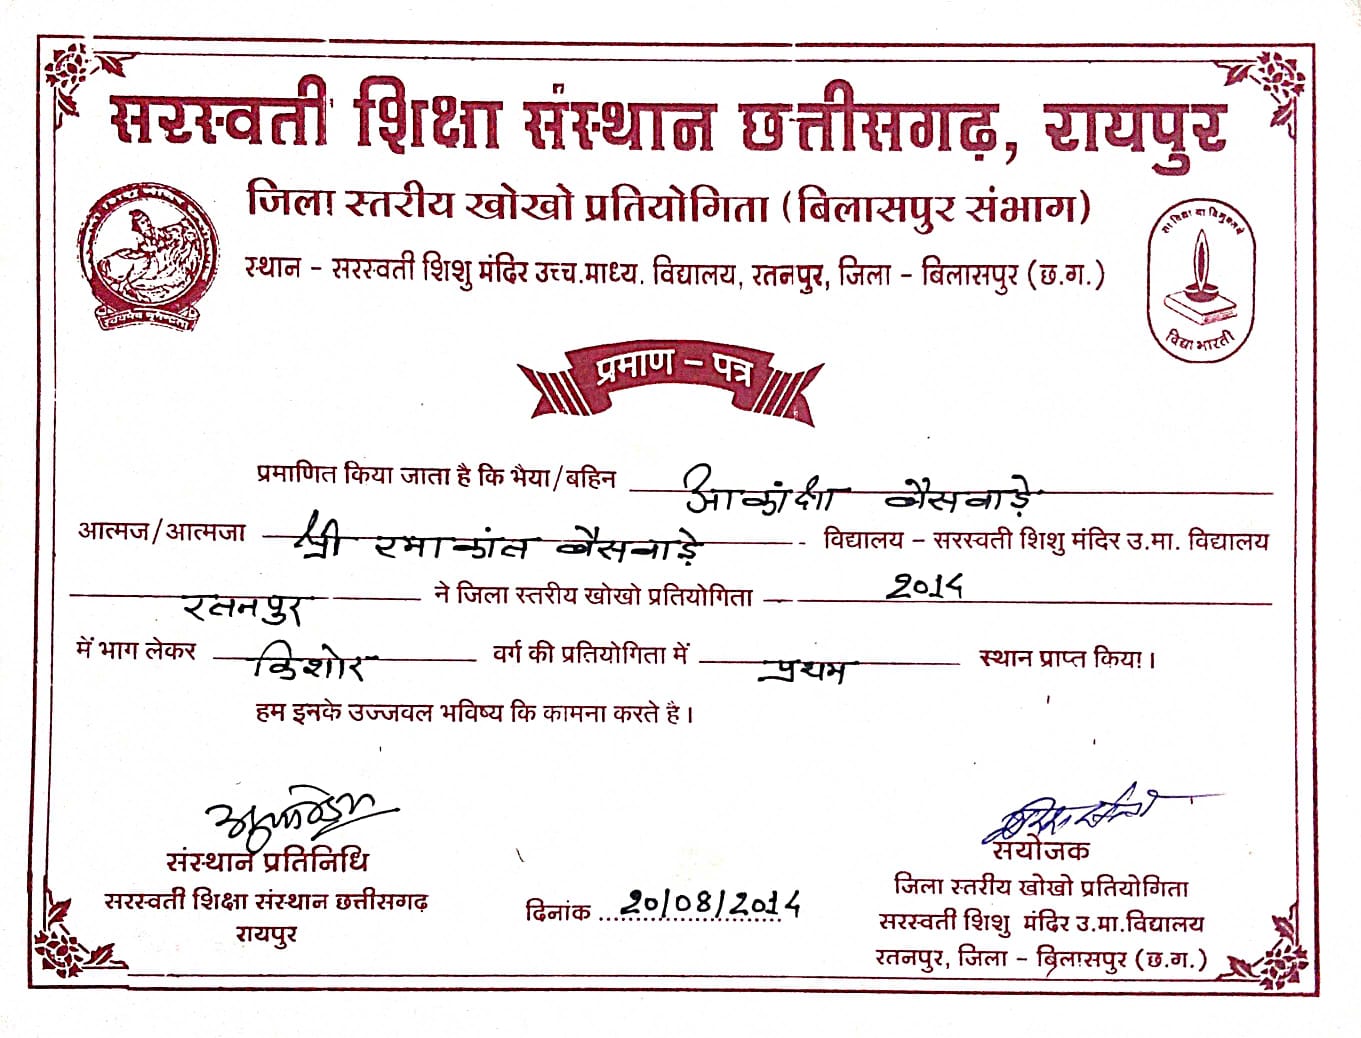 सरस्वती शिक्षा संस्थान छत्तीसगढ़, रायपुर
जिला स्तरीय खोखो प्रतियोगिता (बिलासपुर संभाग)
स्थान - सरस्वती शिशु मंदिर उच्च.माध्य. विद्यालय, रतनपुर, जिला - बिलासपुर (छ.ग.)
सा विद्या या विमुक्तये
विद्या भारती
प्रमाण - पत्र
प्रमाणित किया जाता है कि भैया/बहिन आकांक्षा बैसवाड़े
आत्मज/आत्मजा श्री रमाकांत बैसवाड़े विद्यालय - सरस्वती शिशु मंदिर उ.मा. विद्यालय
रतनपुर ने जिला स्तरीय खोखो प्रतियोगिता 2014
में भाग लेकर किशोर वर्ग की प्रतियोगिता में प्रथम स्थान प्राप्त किया।
हम इनके उज्जवल भविष्य कि कामना करते है।
संस्थान प्रतिनिधि
सरस्वती शिक्षा संस्थान छत्तीसगढ़
रायपुर
दिनांक 20/08/2014
संयोजक
जिला स्तरीय खोखो प्रतियोगिता
सरस्वती शिशु मंदिर उ.मा.विद्यालय
रतनपुर, जिला - बिलासपुर (छ.ग.)